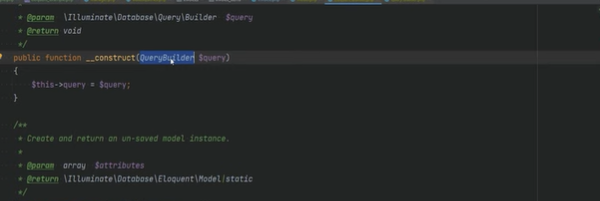 * @param \Illuminate\Database\Query\Builder $query
* @return void
*/
public function __construct(QueryBuilder $query)
{
$this->query = $query;
}
/**
* Create and return an un-saved model instance.
*
* @param array $attributes
* @return \Illuminate\Database\Eloquent\Model|static
*/